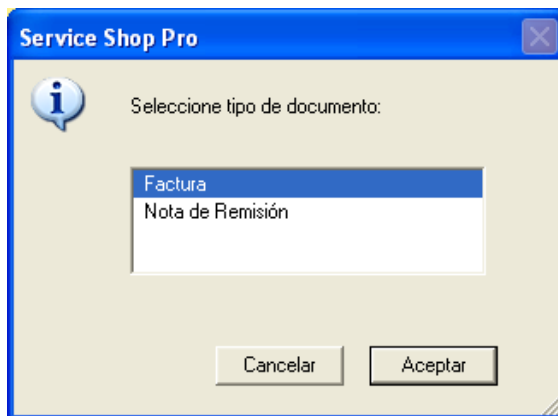 Service Shop Pro
Seleccione tipo de documento:
Factura
Nota de Remisión
Cancelar
Aceptar